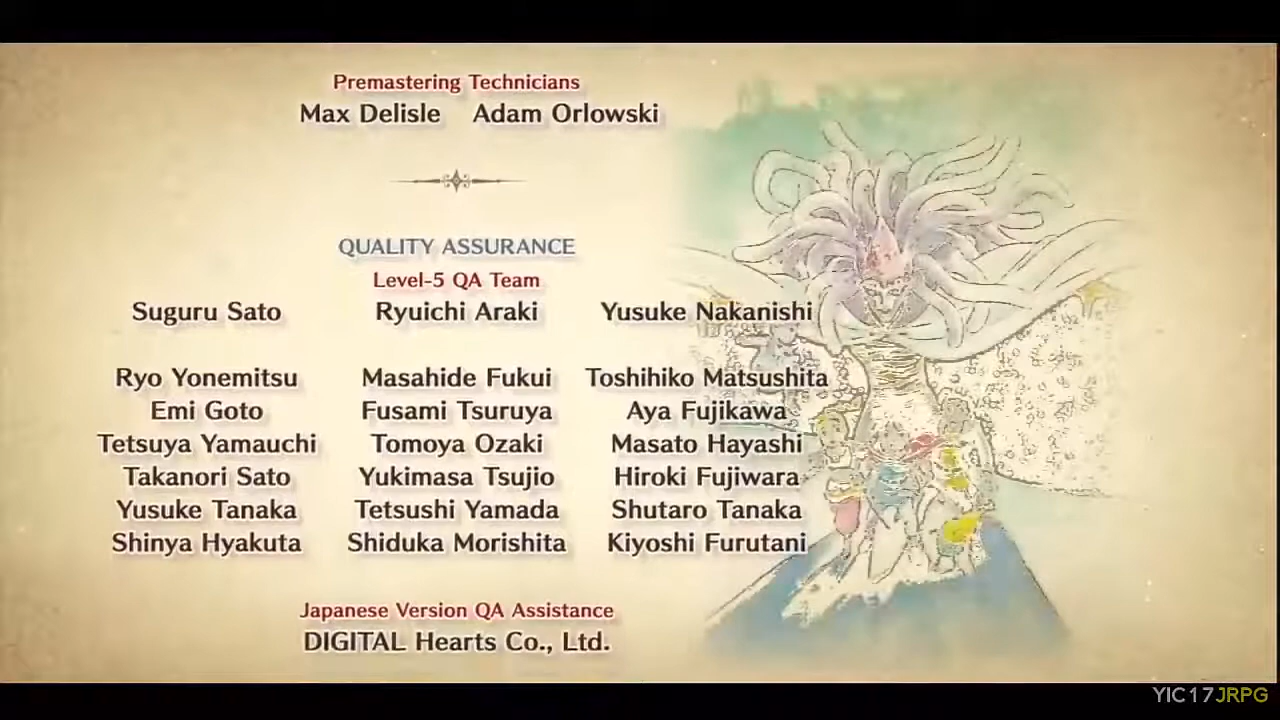 Premastering Technicians
Max Delisle Adam Orlowski
QUALITY ASSURANCE
Level-5 QA Team
Suguru Sato Ryuichi Araki Yusuke Nakanishi
Ryo Yonemitsu Masahide Fukui Toshihiko Matsushita
Emi Goto Fusami Tsuruya Aya Fujikawa
Tetsuya Yamauchi Tomoya Ozaki Masato Hayashi
Takanori Sato Yukimasa Tsujio Hiroki Fujiwara
Yusuke Tanaka Tetsushi Yamada Shutaro Tanaka
Shinya Hyakuta Shiduka Morishita Kiyoshi Furutani
Japanese Version QA Assistance
DIGITAL Hearts Co., Ltd.
YIC17JRPG